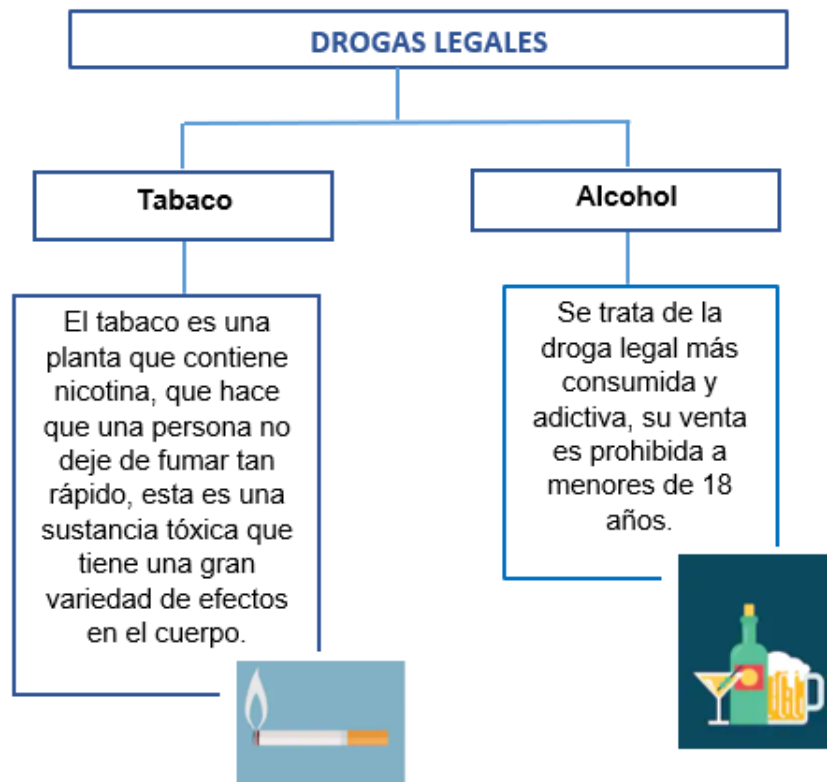 DROGAS LEGALES
Tabaco
El tabaco es una
planta que contiene
nicotina, que hace
que una persona no
deje de fumar tan
rápido, esta es una
sustancia tóxica que
tiene una gran
variedad de efectos
en el cuerpo.
Alcohol
Se trata de la
droga legal más
consumida y
adictiva, su venta
es prohibida a
menores de 18
años.